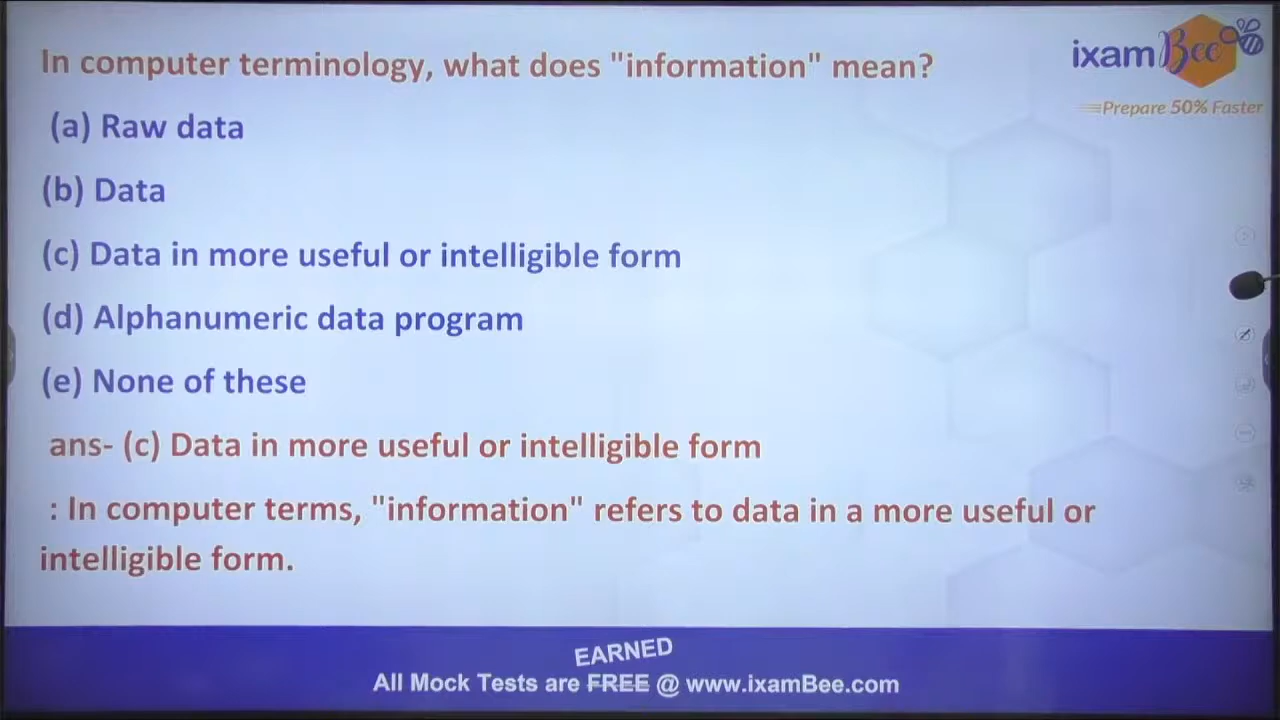 In computer terminology, what does "information" mean?
(a) Raw data
(b) Data
(c) Data in more useful or intelligible form
(d) Alphanumeric data program
(e) None of these
ans- (c) Data in more useful or intelligible form
: In computer terms, "information" refers to data in a more useful or
intelligible form.
ixamBee
Prepare 50% Faster
EARNED
All Mock Tests are FREE @ www.ixamBee.com